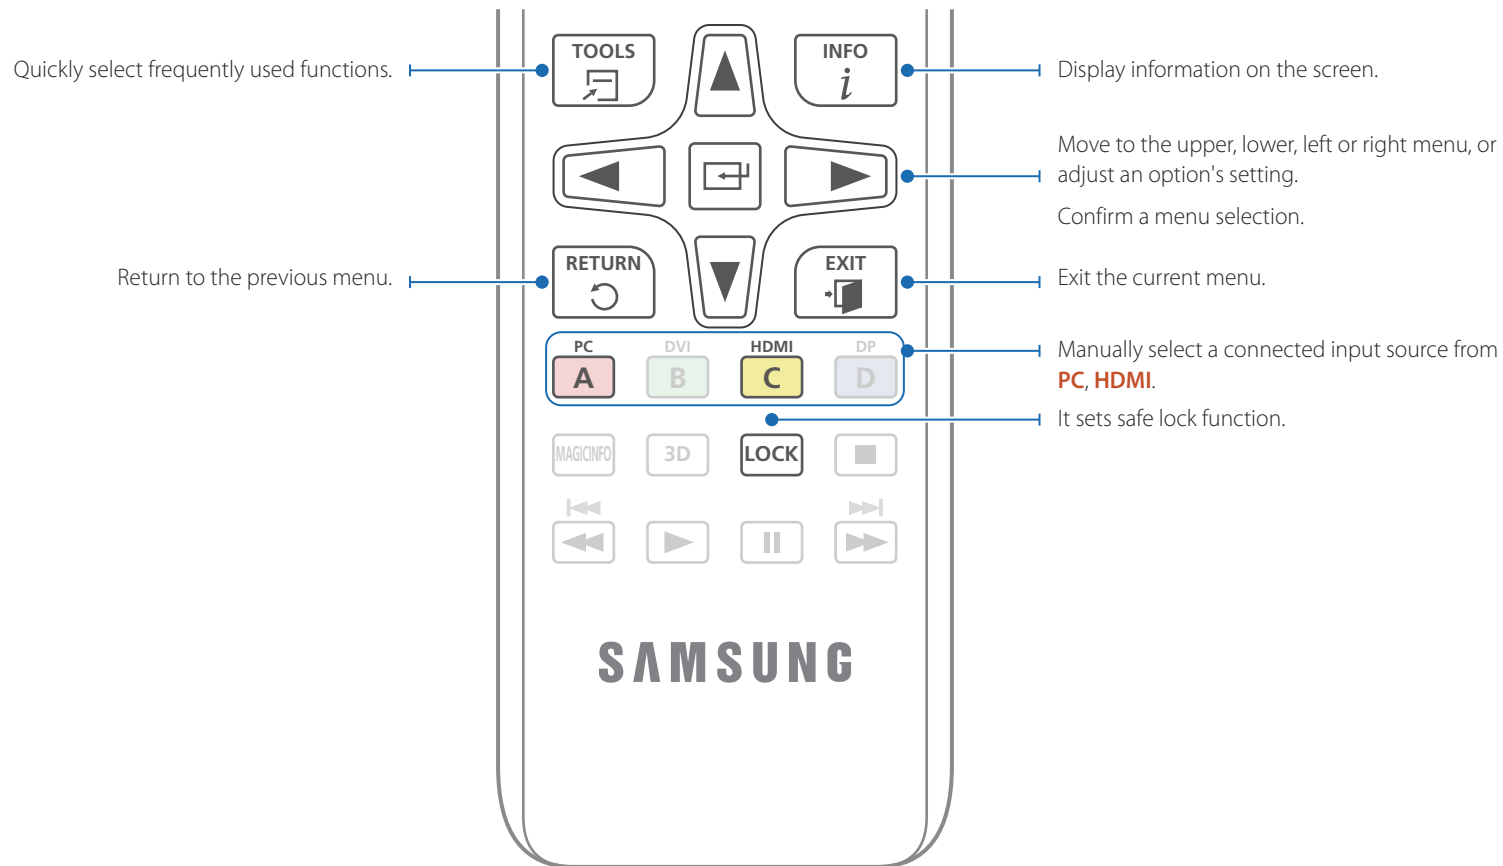 TOOLS
INFO
i
Quickly select frequently used functions.
Display information on the screen.
Move to the upper, lower, left or right menu, or
adjust an option's setting.
Confirm a menu selection.
RETURN
EXIT
Return to the previous menu.
Exit the current menu.
PC
DVI
HDMI
DP
A
B
C
D
Manually select a connected input source from
PC, HDMI.
It sets safe lock function.
MAGICINFO
3D
LOCK
SAMSUNG